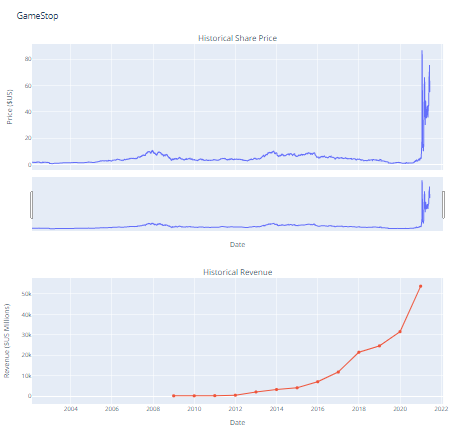 GameStop
Historical Share Price
80
60
40
20
0
Price ($US)
Date
Historical Revenue
50k
40k
30k
20k
10k
0
Revenue ($US Millions)
2004 2006 2008 2010 2012 2014 2016 2018 2020 2022
Date